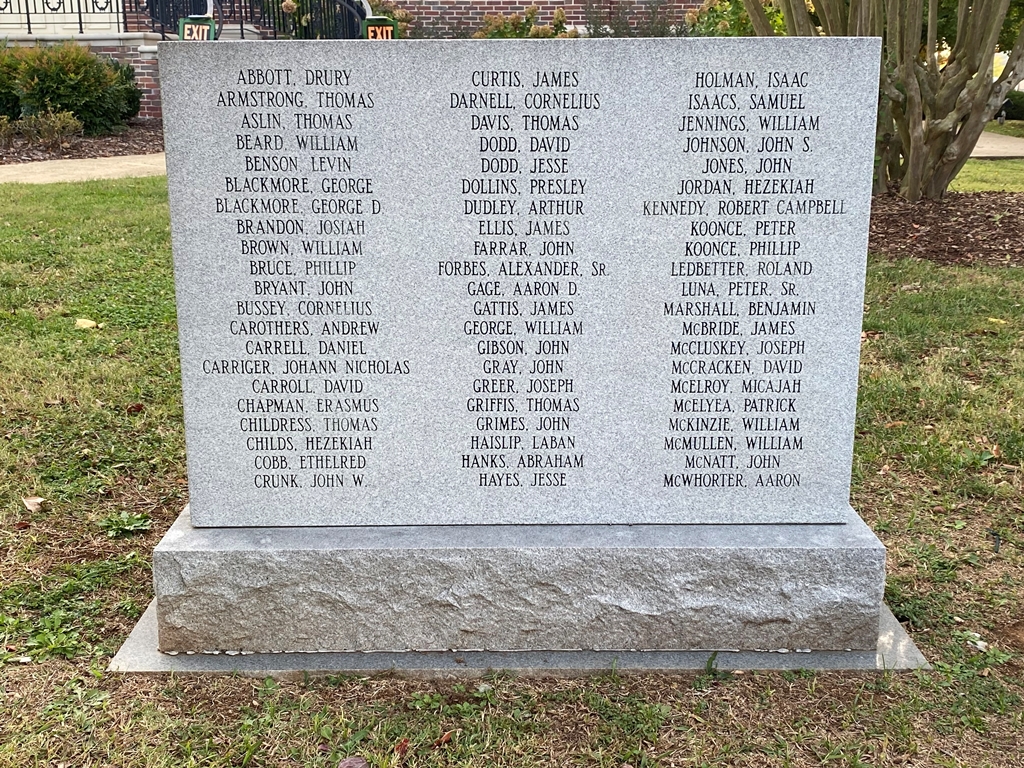 EXIT
EXIT
ABBOTT, DRURY
ARMSTRONG, THOMAS
ASLIN, THOMAS
BEARD, WILLIAM
BENSON, LEVIN
BLACKMORE, GEORGE
BLACKMORE, GEORGE D.
BRANDON, JOSIAH
BROWN, WILLIAM
BRUCE, PHILLIP
BRYANT, JOHN
BUSSEY, CORNELIUS
CAROTHERS, ANDREW
CARRELL, DANIEL
CARRIGER, JOHANN NICHOLAS
CARROLL, DAVID
CHAPMAN, ERASMUS
CHILDRESS, THOMAS
CHILDS, HEZEKIAH
COBB, ETHELRED
CRUNK, JOHN W.
CURTIS, JAMES
DARNELL, CORNELIUS
DAVIS, THOMAS
DODD, DAVID
DODD, JESSE
DOLLINS, PRESLEY
DUDLEY, ARTHUR
ELLIS, JAMES
FARRAR, JOHN
FORBES, ALEXANDER, SR.
GAGE, AARON D.
GATTIS, JAMES
GEORGE, WILLIAM
GIBSON, JOHN
GRAY, JOHN
GREER, JOSEPH
GRIFFIS, THOMAS
GRIMES, JOHN
HAISLIP, LABAN
HANKS, ABRAHAM
HAYES, JESSE
HOLMAN, ISAAC
ISAACS, SAMUEL
JENNINGS, WILLIAM
JOHNSON, JOHN S.
JONES, JOHN
JORDAN, HEZEKIAH
KENNEDY, ROBERT CAMPBELL
KOONCE, PETER
KOONCE, PHILLIP
LEDBETTER, ROLAND
LUNA, PETER, SR.
MARSHALL, BENJAMIN
McBRIDE, JAMES
McCLUSKEY, JOSEPH
McCRACKEN, DAVID
McELROY, MICAJAH
McELYEA, PATRICK
McKINZIE, WILLIAM
McMULLEN, WILLIAM
McNATT, JOHN
McWHORTER, AARON